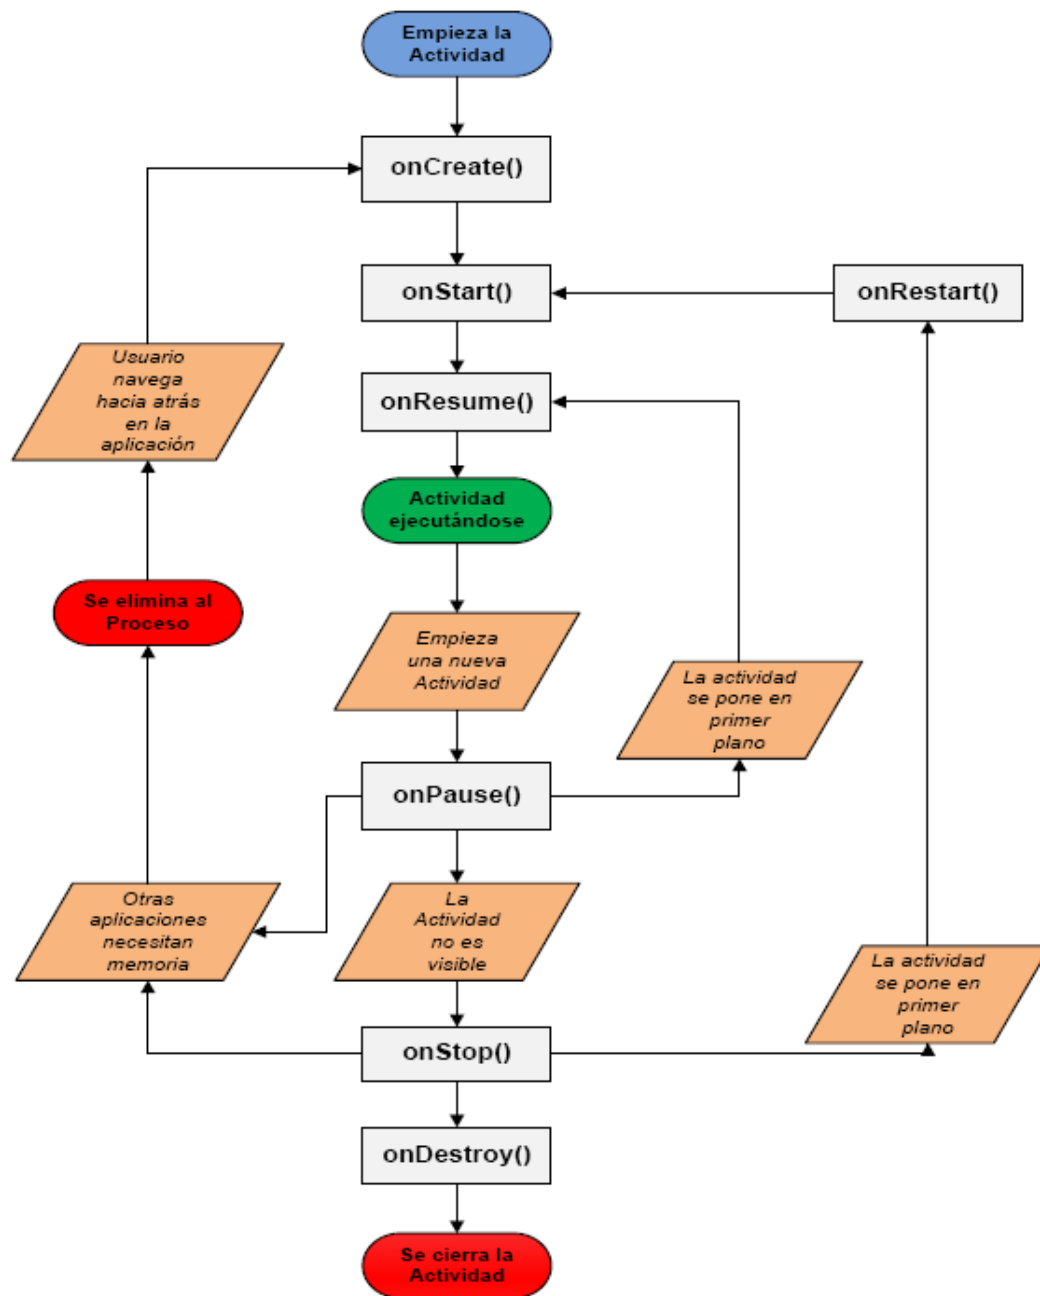 Empieza la
Actividad
onCreate()
onStart()
onRestart()
Usuario
navega
hacia atrás
en la
aplicación
onResume()
Actividad
ejecutándose
Se elimina al
Proceso
Empieza
una nueva
Actividad
La actividad
se pone en
primer
plano
onPause()
Otras
aplicaciones
necesitan
memoria
La
Actividad
no es
visible
La actividad
se pone en
primer
plano
onStop()
onDestroy()
Se cierra la
Actividad